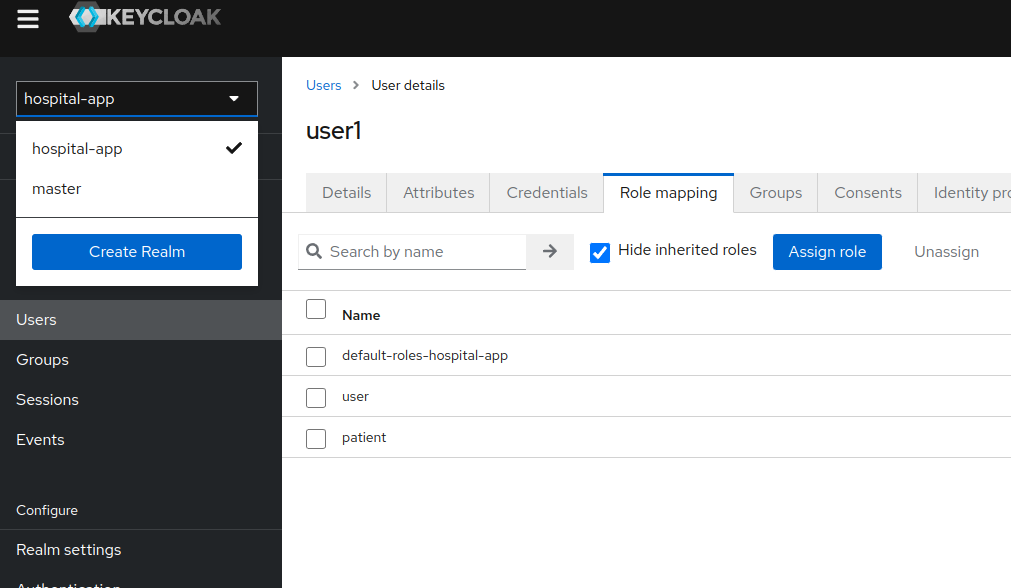 KEYCLOAK
hospital-app
hospital-app
master
Create Realm
Users
Groups
Sessions
Events
Configure
Realm settings
Authentication
Users > User details
user1
Details Attributes Credentials Role mapping Groups Consents Identity pro
Search by name Hide inherited roles Assign role Unassign
Name
default-roles-hospital-app
user
patient